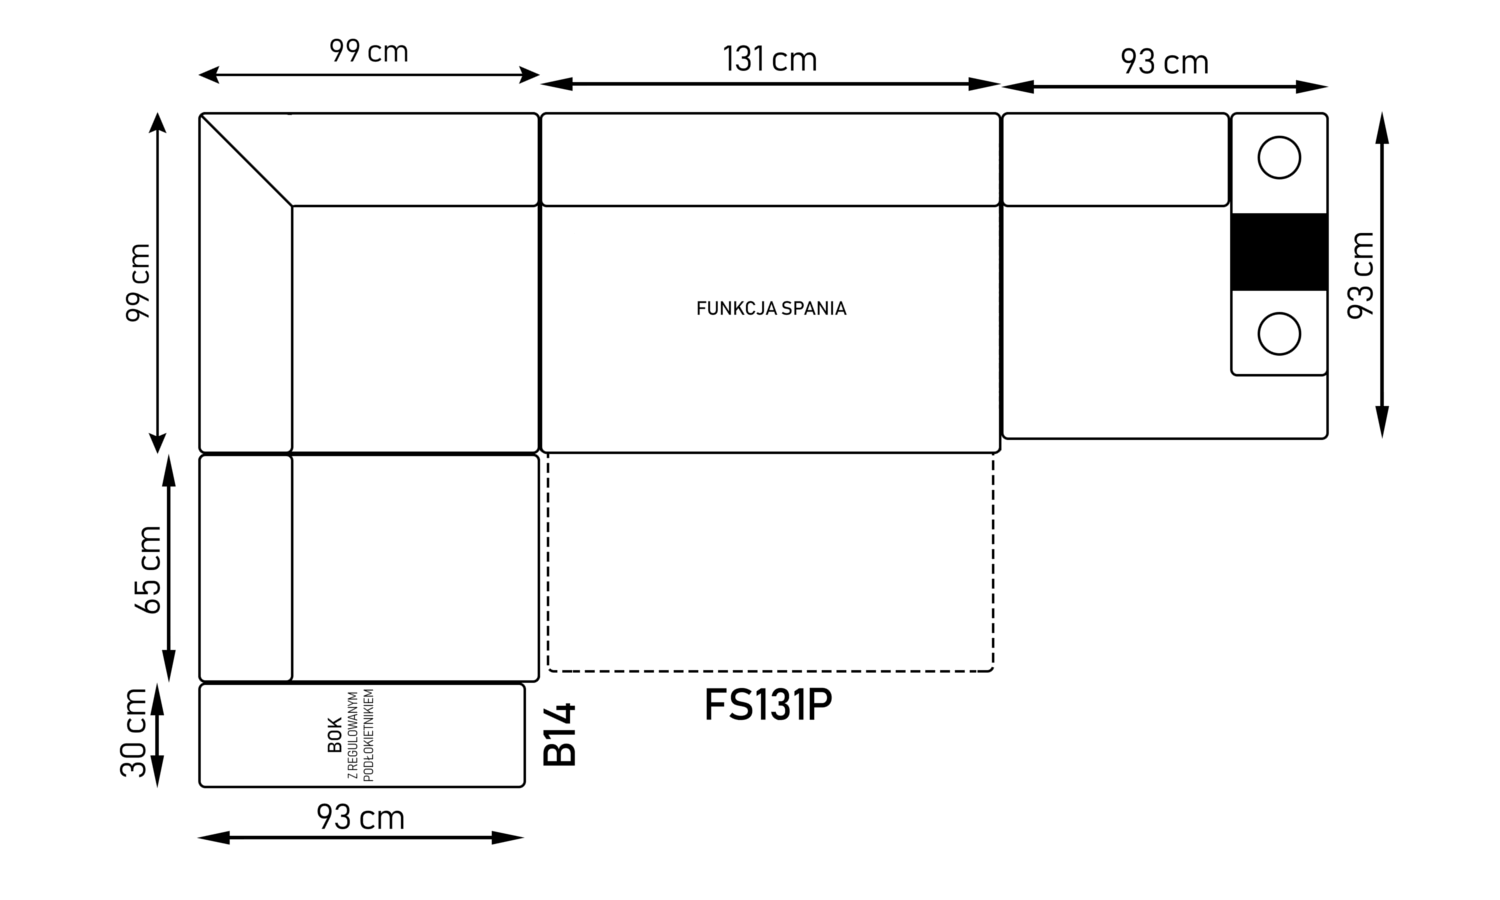 99 cm
131 cm
93 cm
99 cm
93 cm
FUNKCJA SPANIA
65 cm
30 cm
BOK
Z REGULOWANYM
PODŁOKIETNIKIEM
B14
FS131P
93 cm